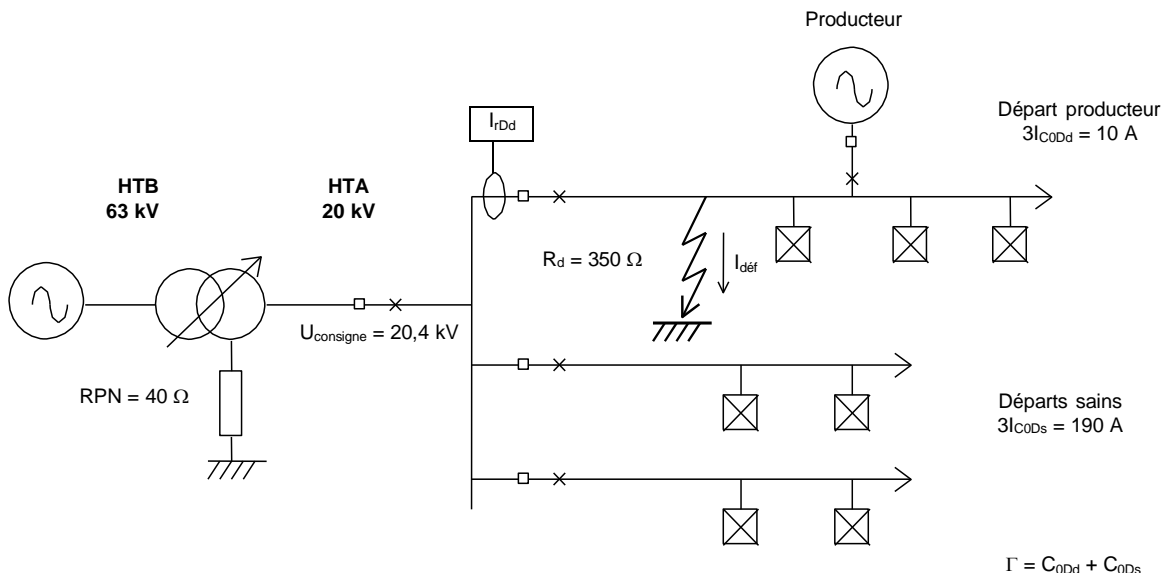 Producteur
I_rDd
Départ producteur
3I_C0Dd = 10 A
HTB
63 kV
HTA
20 kV
R_d = 350 Ω
I_déf
U_consigne = 20,4 kV
RPN = 40 Ω
Départs sains
3I_C0Ds = 190 A
Γ = C_0Dd + C_0Ds